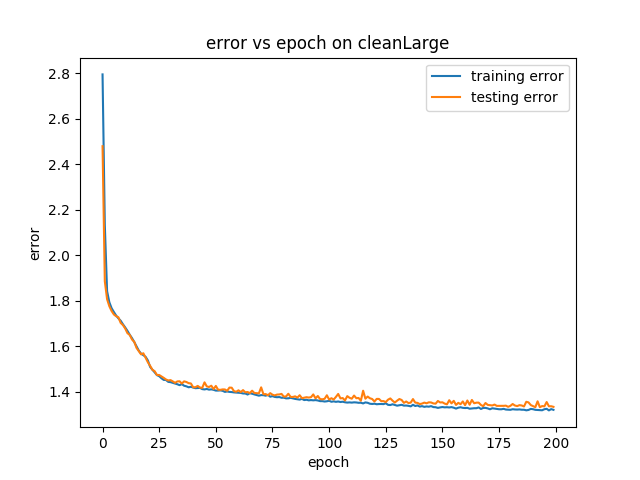 error vs epoch on cleanLarge
training error
testing error
2.8
2.6
2.4
2.2
2.0
1.8
1.6
1.4
error
0 25 50 75 100 125 150 175 200
epoch